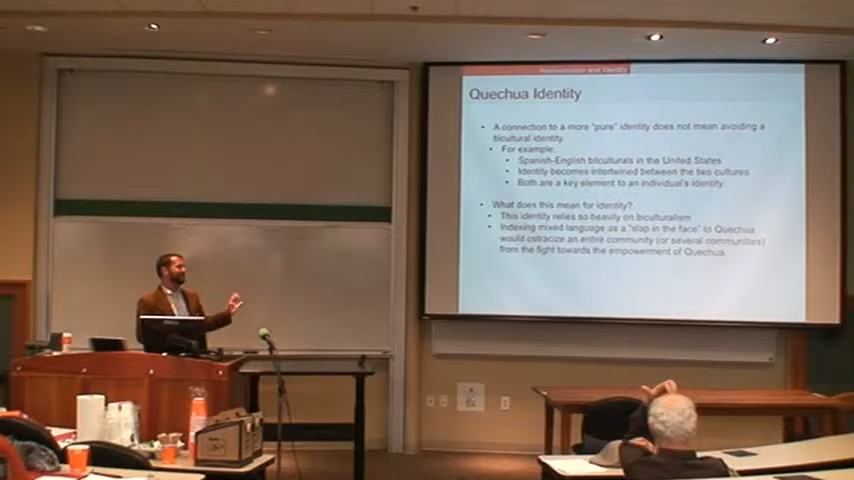 Normalization and Identity
Quechua Identity
• A connection to a more "pure" identity does not mean avoiding a
bicultural identity.
• For example:
• Spanish-English biculturals in the United States
• Identity becomes intertwined between the two cultures
• Both are a key element to an individual's identity.
• What does this mean for identity?
• This identity relies so heavily on biculturalism
• Indexing mixed language as a "slap in the face" to Quechua
would ostracize an entire community (or several communities)
from the fight towards the empowerment of Quechua.